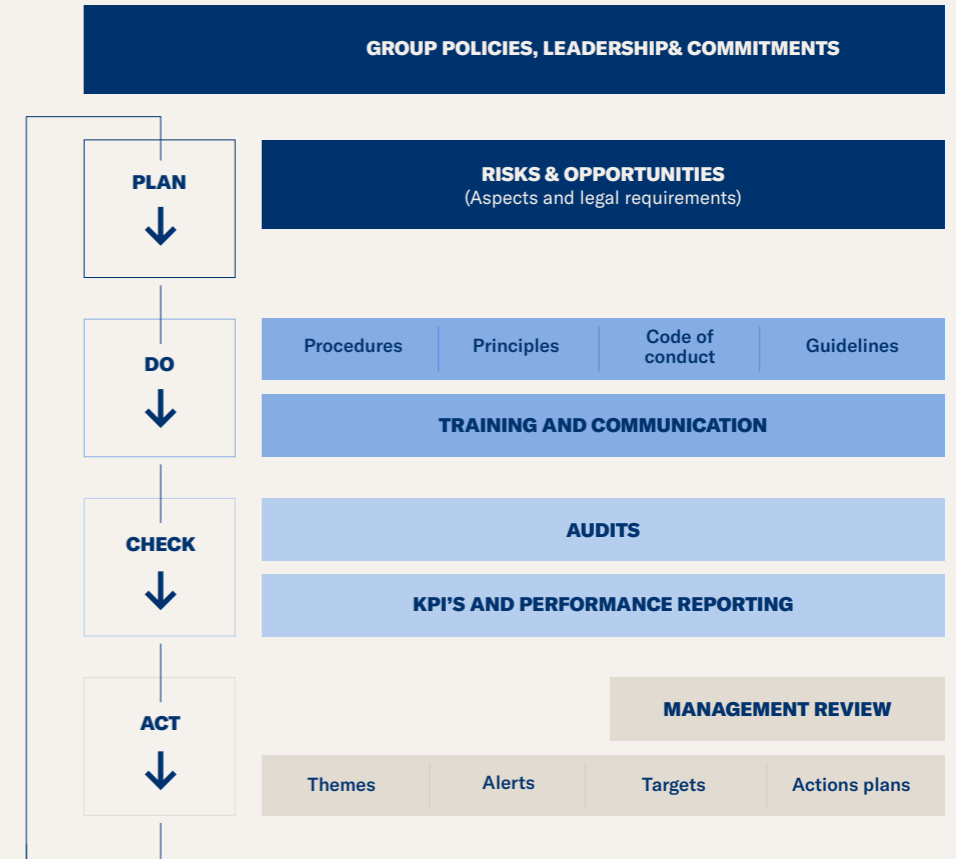 GROUP POLICIES, LEADERSHIP& COMMITMENTS
PLAN
RISKS & OPPORTUNITIES
(Aspects and legal requirements)
DO
Procedures
Principles
Code of
conduct
Guidelines
TRAINING AND COMMUNICATION
CHECK
AUDITS
KPI’S AND PERFORMANCE REPORTING
ACT
MANAGEMENT REVIEW
Themes
Alerts
Targets
Actions plans